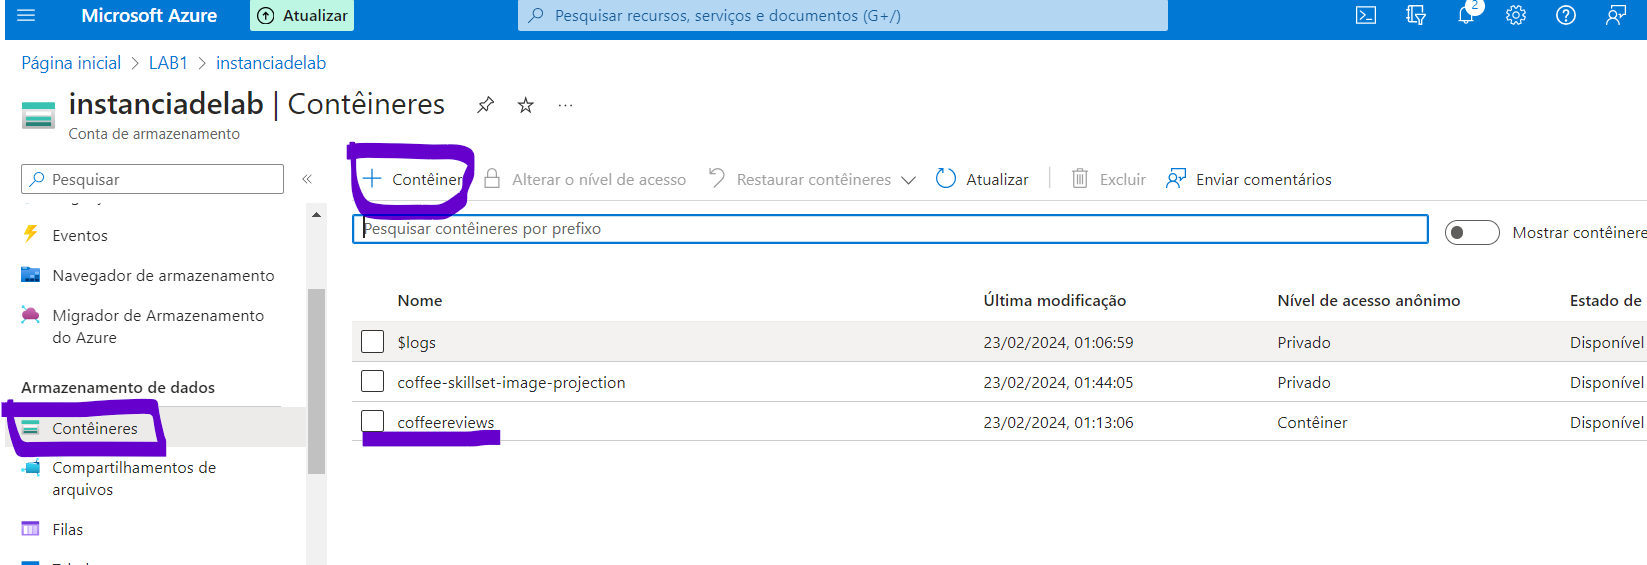 Microsoft Azure
Atualizar
Pesquisar recursos, serviços e documentos (G+/)
2
Página inicial > LAB1 > instanciadelab
instanciadelab | Contêineres
Conta de armazenamento
Pesquisar
+ Contêiner
Alterar o nível de acesso
Restaurar contêineres
Atualizar
Excluir
Enviar comentários
Pesquisar contêineres por prefixo
Mostrar contêinere
Eventos
Navegador de armazenamento
Migrador de Armazenamento
do Azure
Armazenamento de dados
Contêineres
Compartilhamentos de
arquivos
Filas
Nome Última modificação Nível de acesso anônimo Estado de
$logs 23/02/2024, 01:06:59 Privado Disponível
coffee-skillset-image-projection 23/02/2024, 01:44:05 Privado Disponível
coffeereviews 23/02/2024, 01:13:06 Contêiner Disponível